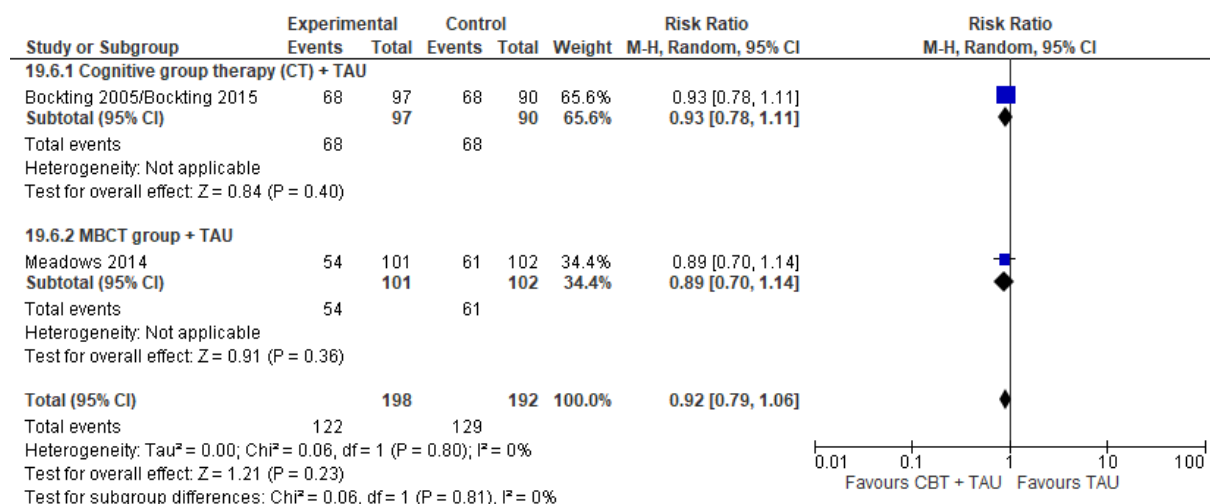 Experimental Control Risk Ratio Risk Ratio
Study or Subgroup Events Total Events Total Weight M-H, Random, 95% CI M-H, Random, 95% CI
19.6.1 Cognitive group therapy (CT) + TAU
Bockting 2005/Bockting 2015 68 97 68 90 65.6% 0.93 [0.78, 1.11]
Subtotal (95% CI) 97 90 65.6% 0.93 [0.78, 1.11]
Total events 68 68
Heterogeneity: Not applicable
Test for overall effect: Z = 0.84 (P = 0.40)
19.6.2 MBCT group + TAU
Meadows 2014 54 101 61 102 34.4% 0.89 [0.70, 1.14]
Subtotal (95% CI) 101 102 34.4% 0.89 [0.70, 1.14]
Total events 54 61
Heterogeneity: Not applicable
Test for overall effect: Z = 0.91 (P = 0.36)
Total (95% CI) 198 192 100.0% 0.92 [0.79, 1.06]
Total events 122 129
Heterogeneity: Tau² = 0.00; Chi² = 0.06, df = 1 (P = 0.80); I² = 0%
Test for overall effect: Z = 1.21 (P = 0.23)
Test for subgroup differences: Chi² = 0.06, df = 1 (P = 0.81), I² = 0%
0.01 0.1 1 10 100
Favours CBT + TAU Favours TAU